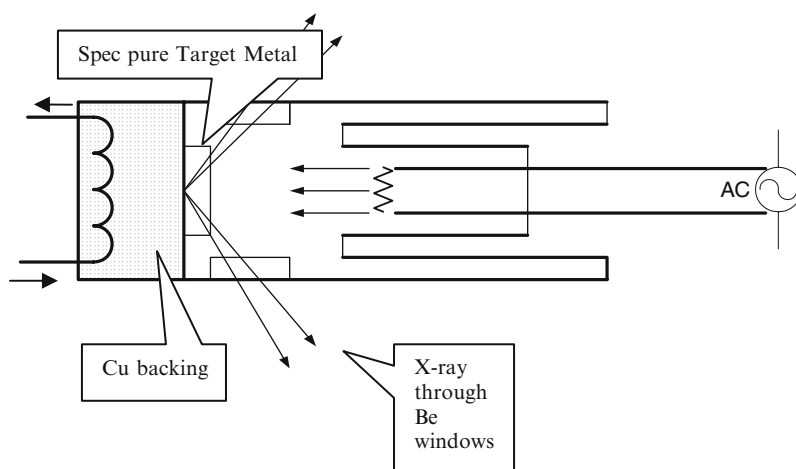 Spec pure Target Metal
AC
Cu backing
X-ray
through
Be
windows